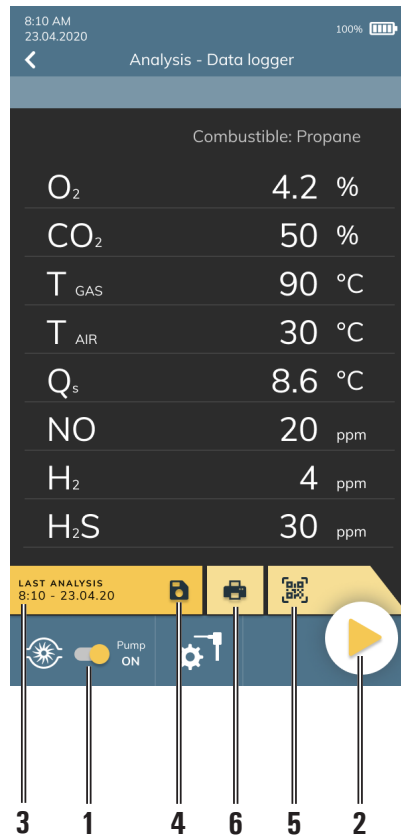 8:10 AM
23.04.2020
100%
Analysis - Data logger
Combustible: Propane
O₂ 4.2 %
CO₂ 50 %
T GAS 90 °C
T AIR 30 °C
Qₛ 8.6 °C
NO 20 ppm
H₂ 4 ppm
H₂S 30 ppm
LAST ANALYSIS
8:10 - 23.04.20
Pump
ON
3 1 4 6 5 2